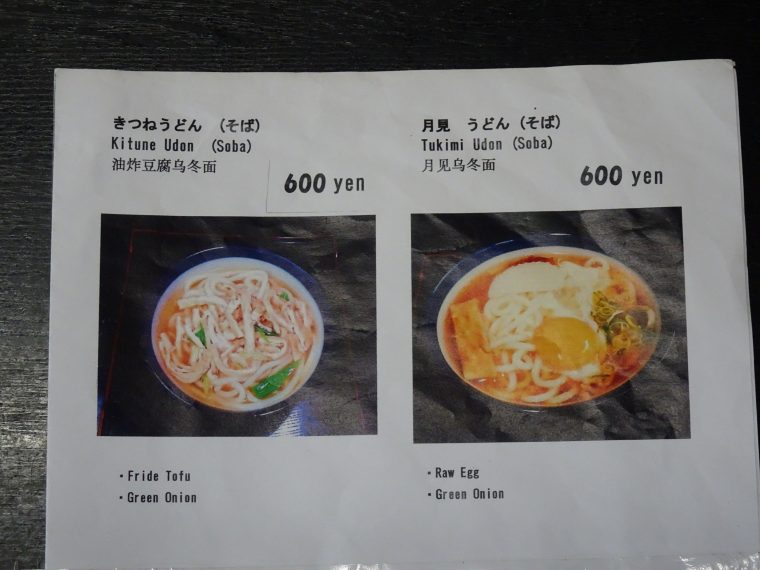 きつねうどん （そば）
Kitune Udon （Soba）
油炸豆腐乌冬面
600 yen
月見 うどん（そば）
Tukimi Udon（Soba）
月见乌冬面
600 yen
・Fride Tofu
・Green Onion
・Raw Egg
・Green Onion